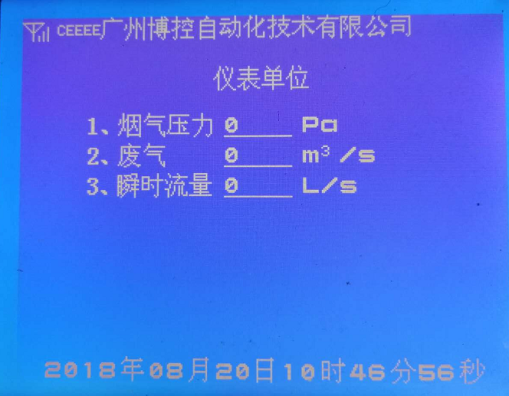 CEEEE广州博控自动化技术有限公司
仪表单位
1、烟气压力 0 Pa
2、废气 0 m³/s
3、瞬时流量 0 L/s
2018年08月20日10时46分56秒